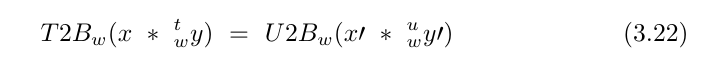 T2B_w(x * ^t_w y) = U2B_w(x′ * ^u_w y′) (3.22)